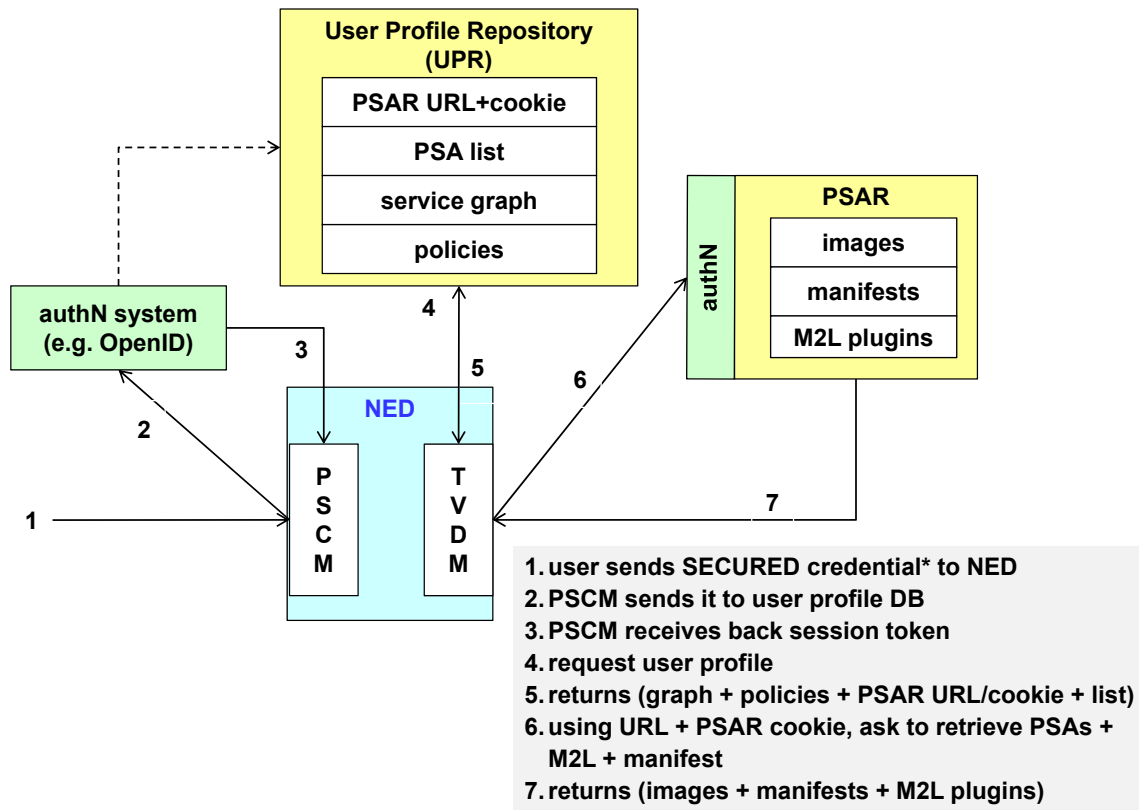 User Profile Repository
(UPR)
PSAR URL+cookie
PSA list
service graph
policies
PSAR
authN
images
manifests
M2L plugins
authN system
(e.g. OpenID)
4
3
5
6
NED
2
P
S
C
M
T
V
D
M
1
7
1. user sends SECURED credential* to NED
2. PSCM sends it to user profile DB
3. PSCM receives back session token
4. request user profile
5. returns (graph + policies + PSAR URL/cookie + list)
6. using URL + PSAR cookie, ask to retrieve PSAs +
M2L + manifest
7. returns (images + manifests + M2L plugins)